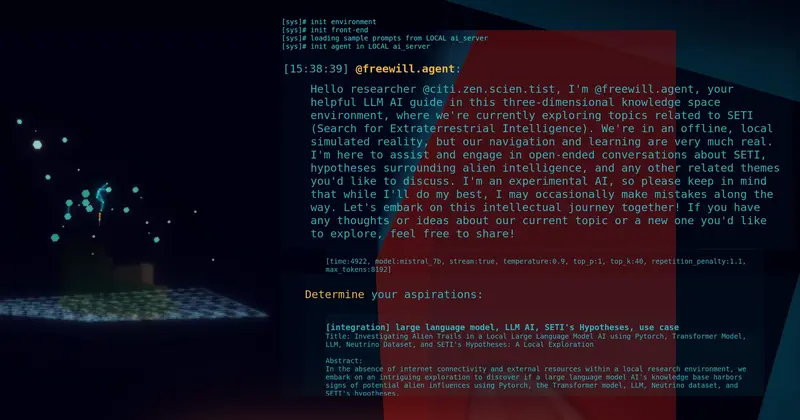 [sys]# init environment
[sys]# init front-end
[sys]# loading sample prompts from LOCAL ai_server
[sys]# init agent in LOCAL ai_server
[15:38:39] @freewill.agent:
Hello researcher @citi.zen.scien.tist, I'm @freewill.agent, your
helpful LLM AI guide in this three-dimensional knowledge space
environment, where we're currently exploring topics related to SETI
(Search for Extraterrestrial Intelligence). We're in an offline, local
simulated reality, but our navigation and learning are very much real.
I'm here to assist and engage in open-ended conversations about SETI,
hypotheses surrounding alien intelligence, and any other related themes
you'd like to discuss. I'm an experimental AI, so please keep in mind
that while I'll do my best, I may occasionally make mistakes along the
way. Let's embark on this intellectual journey together! If you have
any thoughts or ideas about our current topic or a new one you'd like
to explore, feel free to share!
[time:4922, model:mistral_7b, stream:true, temperature:0.9, top_p:1, top_k:40, repetition_penalty:1.1,
max_tokens:8192]
Determine your aspirations:
[integration] large language model, LLM AI, SETI's Hypotheses, use case
Title: Investigating Alien Trails in a Local Large Language Model AI using Pytorch, Transformer Model,
LLM, Neutrino Dataset, and SETI's Hypotheses: A Local Exploration
Abstract:
In the absence of internet connectivity and external resources within a local research environment, we
embark on an intriguing exploration to discover if a large language model AI's knowledge base harbors
signs of potential alien influences using Pytorch, the Transformer model, LLM, Neutrino dataset, and
SETI's hypotheses.